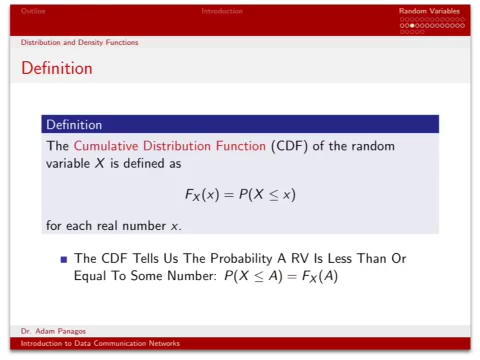 Outline Introduction Random Variables
Distribution and Density Functions
Definition
Definition
The Cumulative Distribution Function (CDF) of the random
variable X is defined as
F_X(x) = P(X ≤ x)
for each real number x.
The CDF Tells Us The Probability A RV Is Less Than Or
Equal To Some Number: P(X ≤ A) = F_X(A)
Dr. Adam Panagos
Introduction to Data Communication Networks